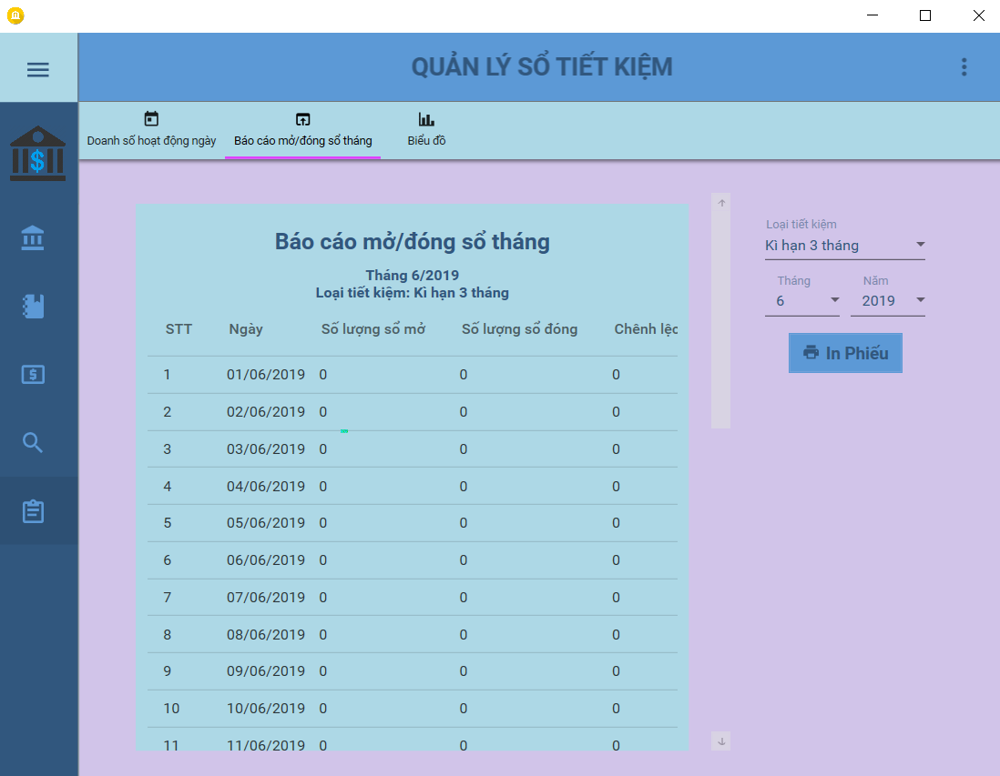 QUẢN LÝ SỔ TIẾT KIỆM
Doanh số hoạt động ngày
Báo cáo mở/đóng sổ tháng
Biểu đồ
Báo cáo mở/đóng sổ tháng
Tháng 6/2019
Loại tiết kiệm: Kì hạn 3 tháng
STT Ngày Số lượng sổ mở Số lượng sổ đóng Chênh lệc
1 01/06/2019 0 0 0
2 02/06/2019 0 0 0
3 03/06/2019 0 0 0
4 04/06/2019 0 0 0
5 05/06/2019 0 0 0
6 06/06/2019 0 0 0
7 07/06/2019 0 0 0
8 08/06/2019 0 0 0
9 09/06/2019 0 0 0
10 10/06/2019 0 0 0
11 11/06/2019 0 0 0
Loại tiết kiệm
Kì hạn 3 tháng
Tháng Năm
6 2019
In Phiếu